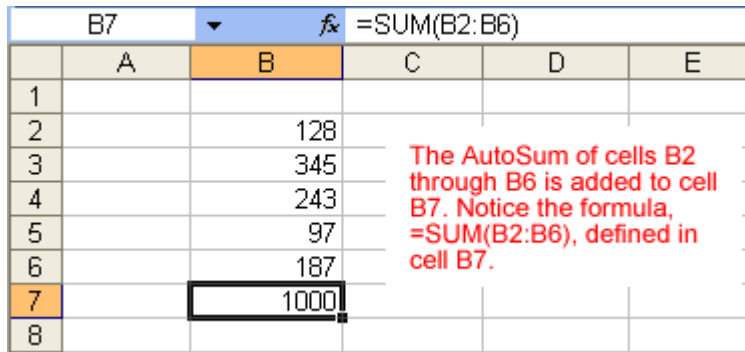 B7 fx =SUM(B2:B6)
A B C D E
1
2 128
3 345
4 243
5 97
6 187
7 1000
8
The AutoSum of cells B2
through B6 is added to cell
B7. Notice the formula,
=SUM(B2:B6), defined in
cell B7.